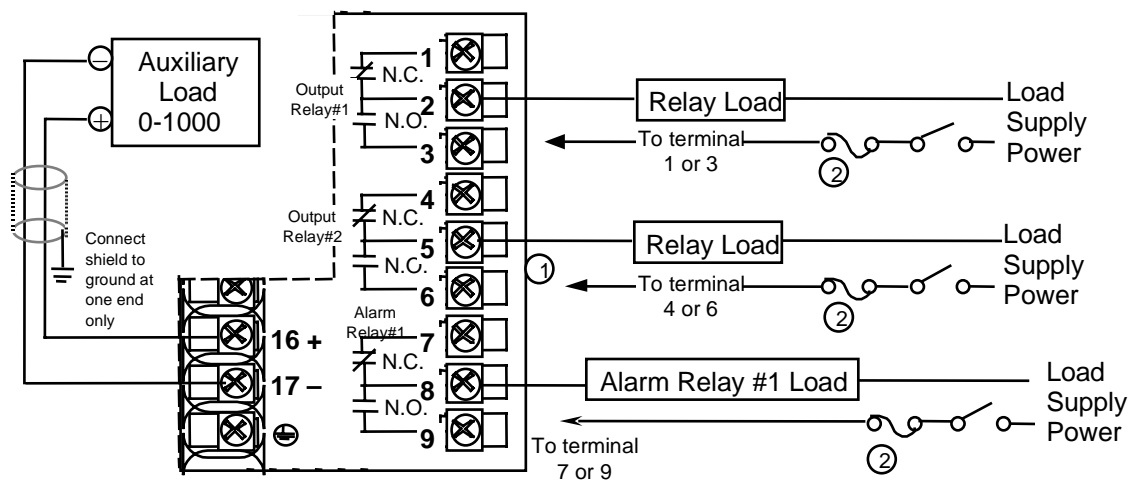 Auxiliary
Load
0-1000
−
+
Output
Relay#1
1
N.C.
2
N.O.
3
Relay Load
To terminal
1 or 3
2
Load
Supply
Power
Output
Relay#2
4
N.C.
5
N.O.
6
1
Relay Load
To terminal
4 or 6
2
Load
Supply
Power
Connect
shield to
ground at
one end
only
16 +
17 –
Alarm
Relay#1
7
N.C.
8
N.O.
9
Alarm Relay #1 Load
To terminal
7 or 9
2
Load
Supply
Power